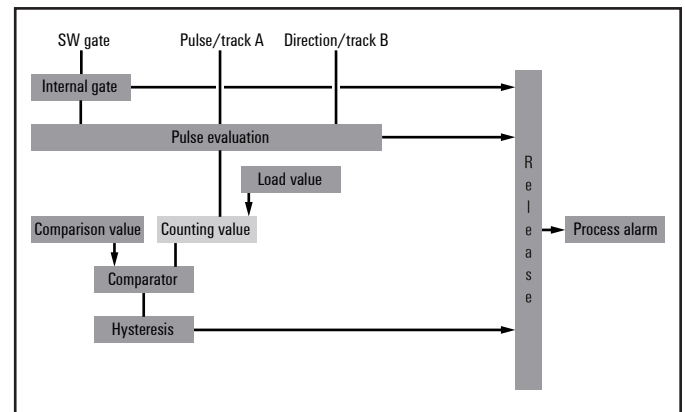 SW gate
Pulse/track A
Direction/track B
Internal gate
Pulse evaluation
Load value
Comparison value
Counting value
Comparator
Hysteresis
Release
Process alarm